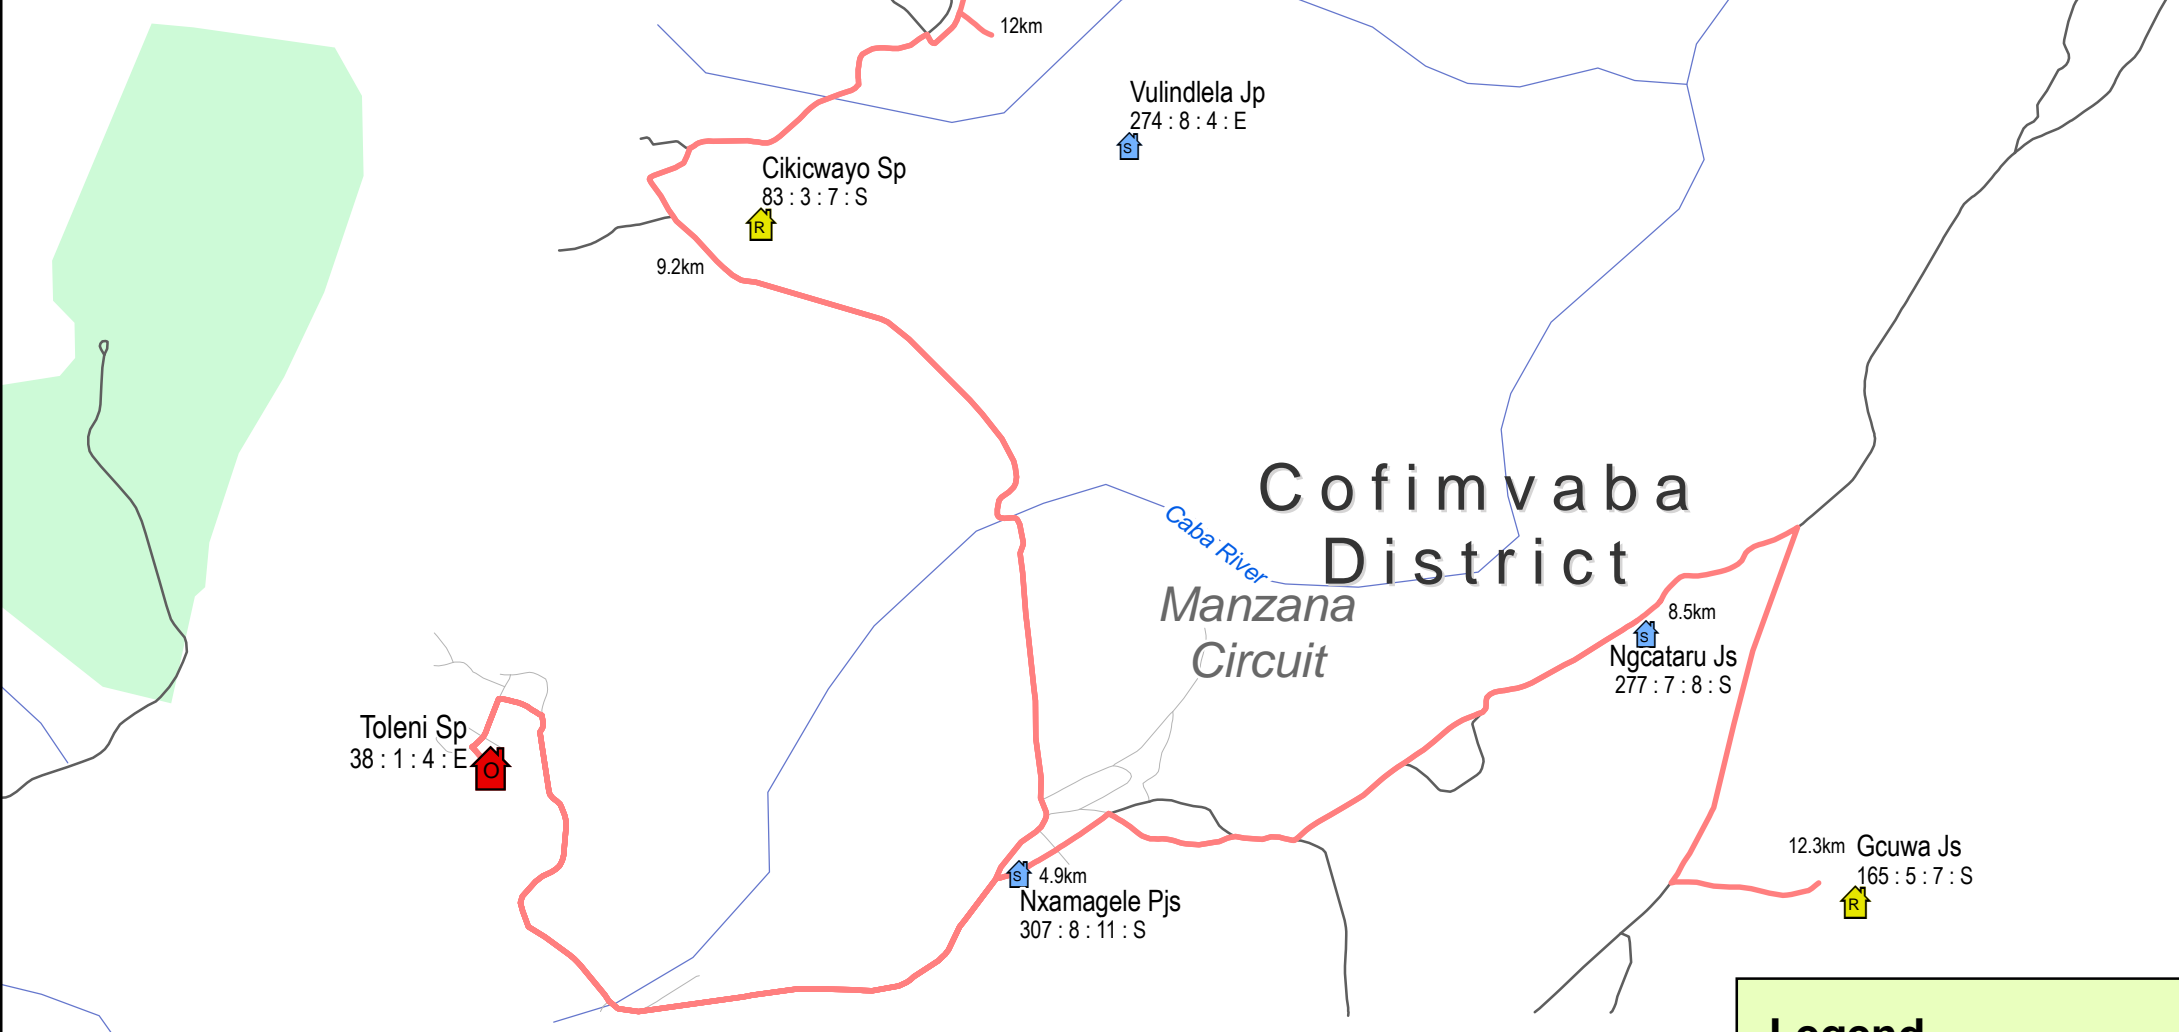 12km
Vulindlela Jp
274 : 8 : 4 : E
S
Cikicwayo Sp
83 : 3 : 7 : S
R
9.2km
Cofimvaba
District
Caba River
Manzana
Circuit
8.5km
S
Ngcataru Js
277 : 7 : 8 : S
Toleni Sp
38 : 1 : 4 : E
O
12.3km
Gcuwa Js
165 : 5 : 7 : S
R
S
4.9km
Nxamagele Pjs
307 : 8 : 11 : S
Legend